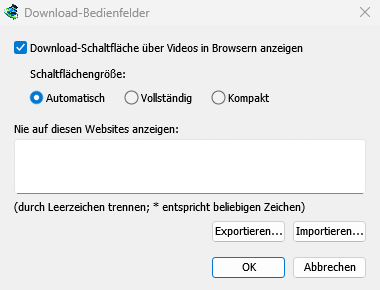 Download-Bedienfelder
Download-Schaltfläche über Videos in Browsern anzeigen
Schaltflächengröße:
Automatisch Vollständig Kompakt
Nie auf diesen Websites anzeigen:
(durch Leerzeichen trennen; * entspricht beliebigen Zeichen)
Exportieren... Importieren...
OK Abbrechen